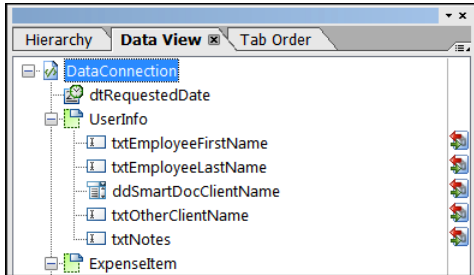 Hierarchy Data View Tab Order
DataConnection
dtRequestedDate
UserInfo
txtEmployeeFirstName
txtEmployeeLastName
ddSmartDocClientName
txtOtherClientName
txtNotes
ExpenseItem